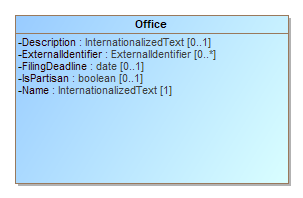 Office
-Description : InternationalizedText [0..1]
-ExternalIdentifier : ExternalIdentifier [0..*]
-FilingDeadline : date [0..1]
-IsPartisan : boolean [0..1]
-Name : InternationalizedText [1]